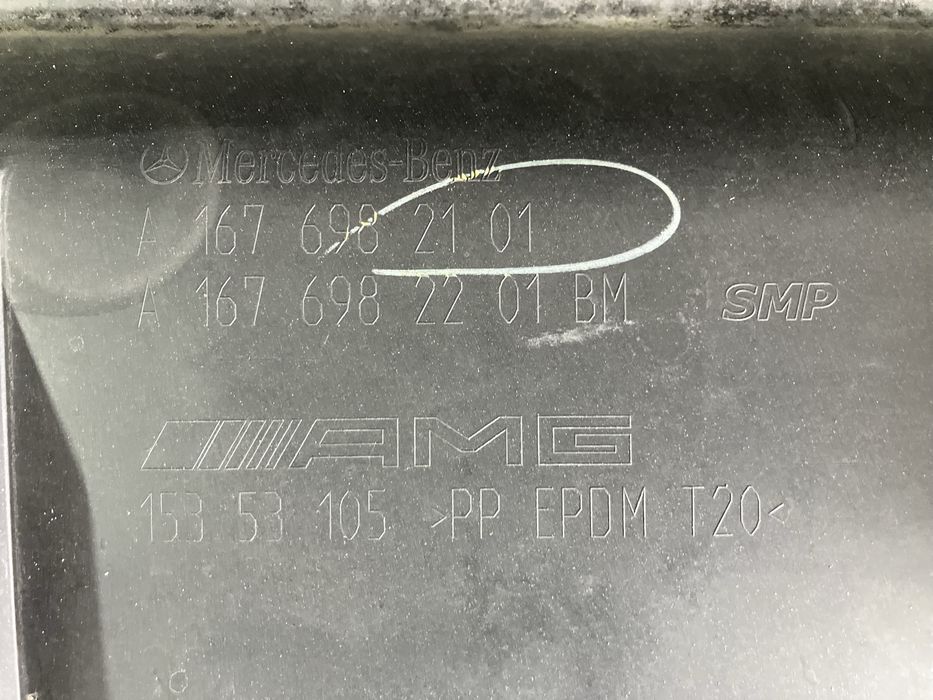 Mercedes-Benz
A 167 698 21 01
A 167 698 22 01 BM
SMP
AMG
153 53 105 >PP EPDM T20<